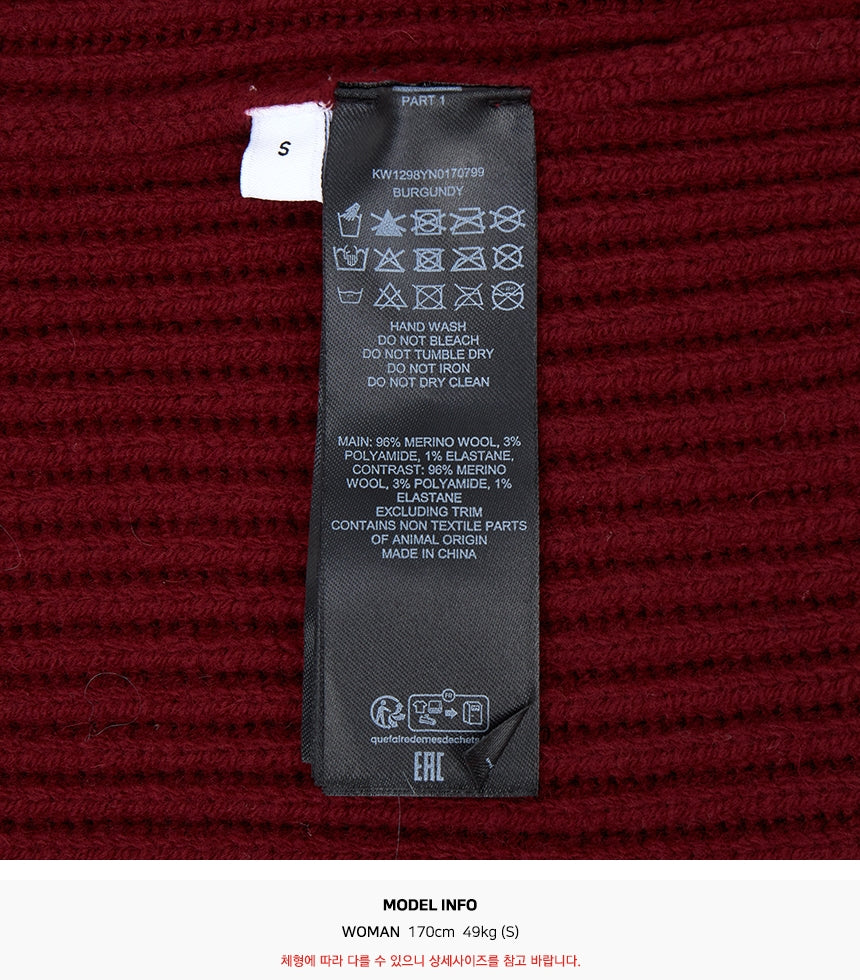 PART 1
S
KW1298YN0170799
BURGUNDY
HAND WASH
DO NOT BLEACH
DO NOT TUMBLE DRY
DO NOT IRON
DO NOT DRY CLEAN
MAIN: 96% MERINO WOOL, 3%
POLYAMIDE, 1% ELASTANE,
CONTRAST: 96% MERINO
WOOL, 3% POLYAMIDE, 1%
ELASTANE
EXCLUDING TRIM
CONTAINS NON TEXTILE PARTS
OF ANIMAL ORIGIN
MADE IN CHINA
FR
quefairedemesdechets
EAC
MODEL INFO
WOMAN 170cm 49kg (S)
체형에 따라 다를 수 있으니 상세사이즈를 참고 바랍니다.